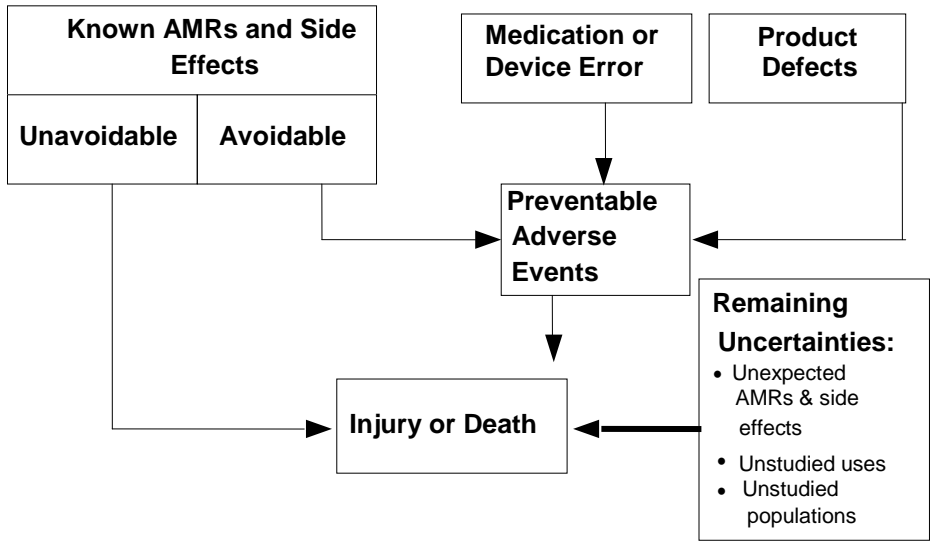 Known AMRs and Side
Effects
Unavoidable
Avoidable
Medication or
Device Error
Product
Defects
Preventable
Adverse
Events
Injury or Death
Remaining
Uncertainties:
• Unexpected
AMRs & side
effects
• Unstudied uses
• Unstudied
populations